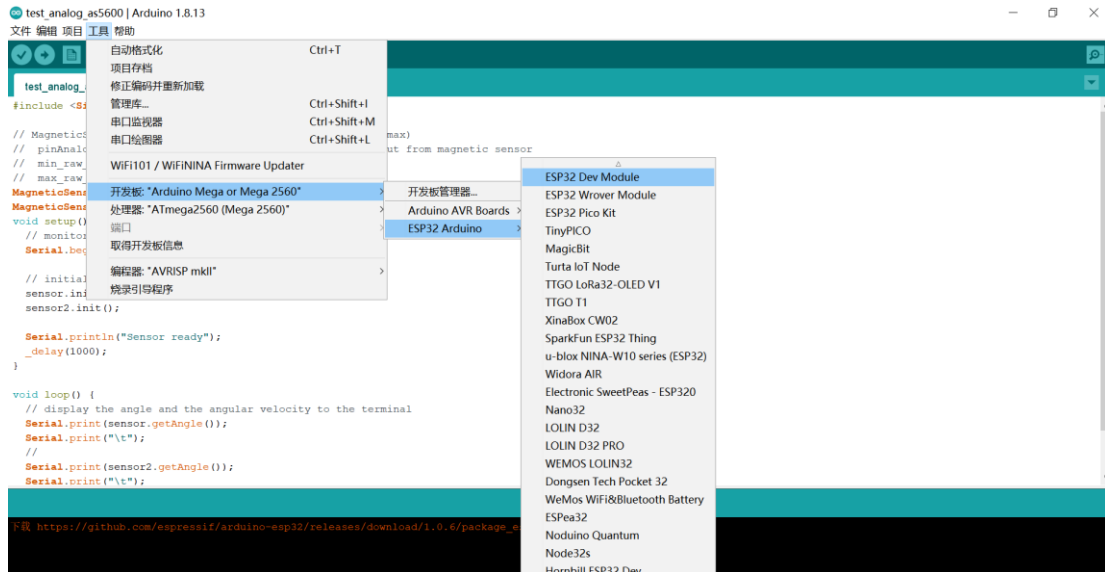 test_analog_as5600 | Arduino 1.8.13
文件 编辑 项目 工具 帮助
自动格式化 Ctrl+T
项目存档
修正编码并重新加载
管理库... Ctrl+Shift+I
串口监视器 Ctrl+Shift+M
串口绘图器 Ctrl+Shift+L
WiFi101 / WiFiNINA Firmware Updater
开发板: "Arduino Mega or Mega 2560"
处理器: "ATmega2560 (Mega 2560)"
端口
取得开发板信息
编程器: "AVRISP mkII"
烧录引导程序
开发板管理器...
Arduino AVR Boards
ESP32 Arduino
ESP32 Dev Module
ESP32 Wrover Module
ESP32 Pico Kit
TinyPICO
MagicBit
Turta IoT Node
TTGO LoRa32-OLED V1
TTGO T1
XinaBox CW02
SparkFun ESP32 Thing
u-blox NINA-W10 series (ESP32)
Widora AIR
Electronic SweetPeas - ESP320
Nano32
LOLIN D32
LOLIN D32 PRO
WEMOS LOLIN32
Dongsen Tech Pocket 32
WeMos WiFi&Bluetooth Battery
ESPea32
Noduino Quantum
Node32s
Hornbill ESP32 Dev
test_analog_
#include <Si
// MagneticS max)
// pinAnalo ut from magnetic sensor
// min_raw_
// max_raw_
MagneticSens
MagneticSens
void setup()
// monitor
Serial.beg
// initial
sensor.ini
sensor2.init();
Serial.println("Sensor ready");
_delay(1000);
}
void loop() {
// display the angle and the angular velocity to the terminal
Serial.print(sensor.getAngle());
Serial.print("\t");
//
Serial.print(sensor2.getAngle());
Serial.print("\t");
下载 https://github.com/espressif/arduino-esp32/releases/download/1.0.6/package_e